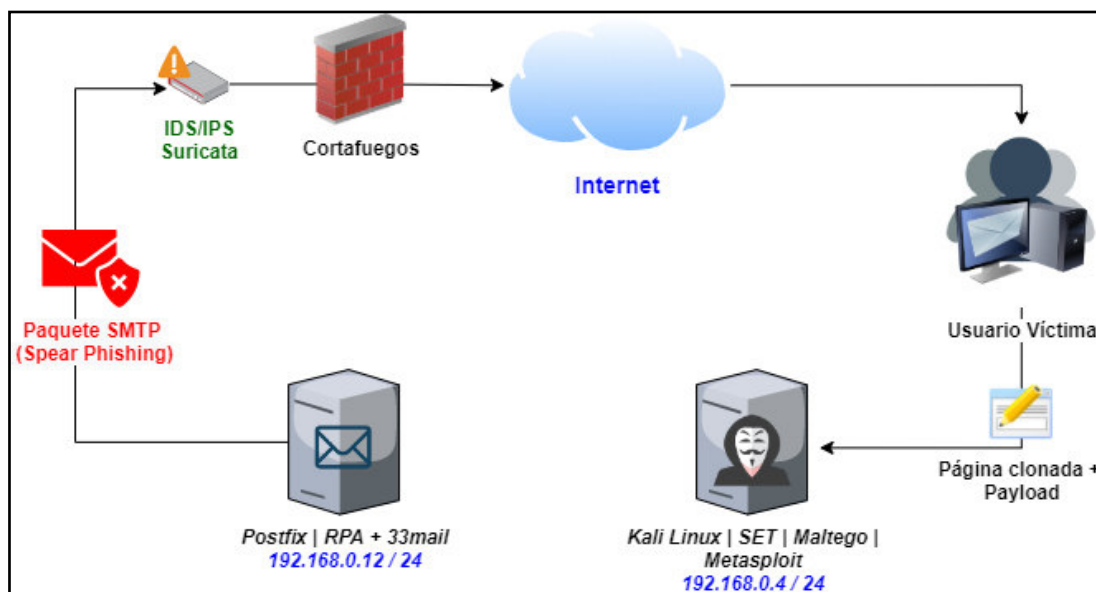 IDS/IPS
Suricata
Cortafuegos
Internet
Usuario Víctima
Paquete SMTP
(Spear Phishing)
Página clonada +
Payload
Postfix | RPA + 33mail
192.168.0.12 / 24
Kali Linux | SET | Maltego |
Metasploit
192.168.0.4 / 24